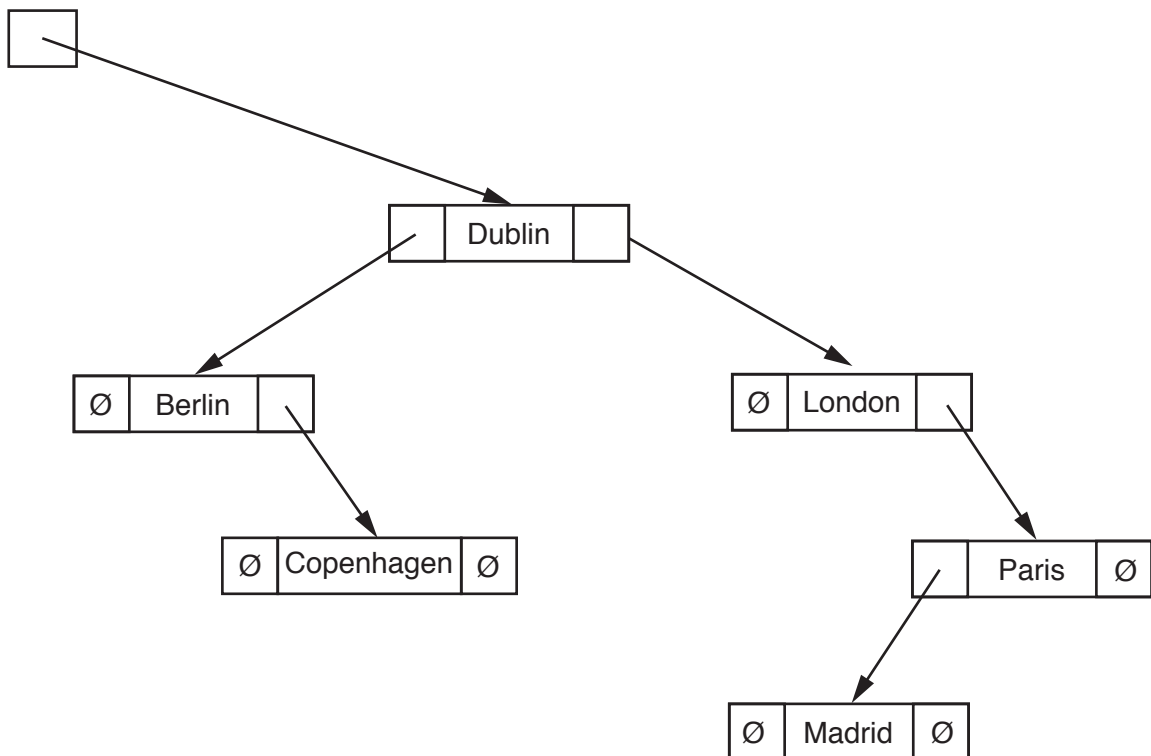 Dublin
Ø Berlin
Ø London
Ø Copenhagen Ø
Paris Ø
Ø Madrid Ø